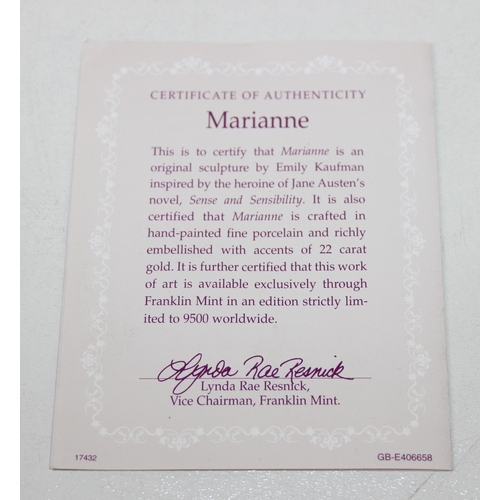 CERTIFICATE OF AUTHENTICITY
Marianne
This is to certify that Marianne is an
original sculpture by Emily Kaufman
inspired by the heroine of Jane Austen's
novel, Sense and Sensibility. It is also
certified that Marianne is crafted in
hand-painted fine porcelain and richly
embellished with accents of 22 carat
gold. It is further certified that this work
of art is available exclusively through
Franklin Mint in an edition strictly lim-
ited to 9500 worldwide.
Lynda Rae Resnick
Lynda Rae Resnick,
Vice Chairman, Franklin Mint.
17432
GB-E406658